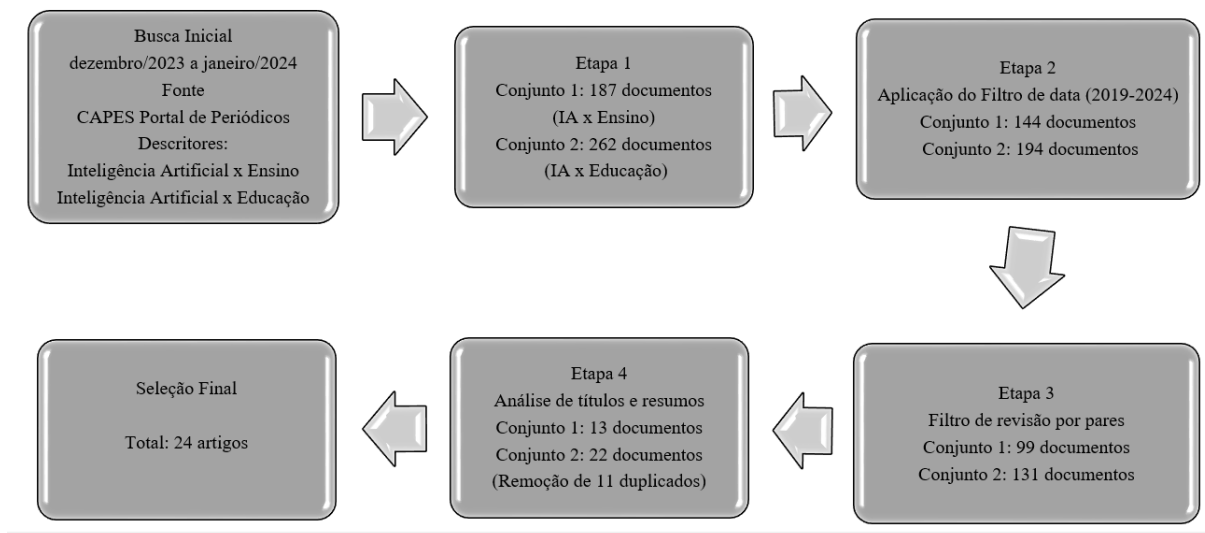 Busca Inicial
dezembro/2023 a janeiro/2024
Fonte
CAPES Portal de Periódicos
Descritores:
Inteligência Artificial x Ensino
Inteligência Artificial x Educação
Etapa 1
Conjunto 1: 187 documentos
(IA x Ensino)
Conjunto 2: 262 documentos
(IA x Educação)
Etapa 2
Aplicação do Filtro de data (2019-2024)
Conjunto 1: 144 documentos
Conjunto 2: 194 documentos
Etapa 3
Filtro de revisão por pares
Conjunto 1: 99 documentos
Conjunto 2: 131 documentos
Etapa 4
Análise de títulos e resumos
Conjunto 1: 13 documentos
Conjunto 2: 22 documentos
(Remoção de 11 duplicados)
Seleção Final
Total: 24 artigos